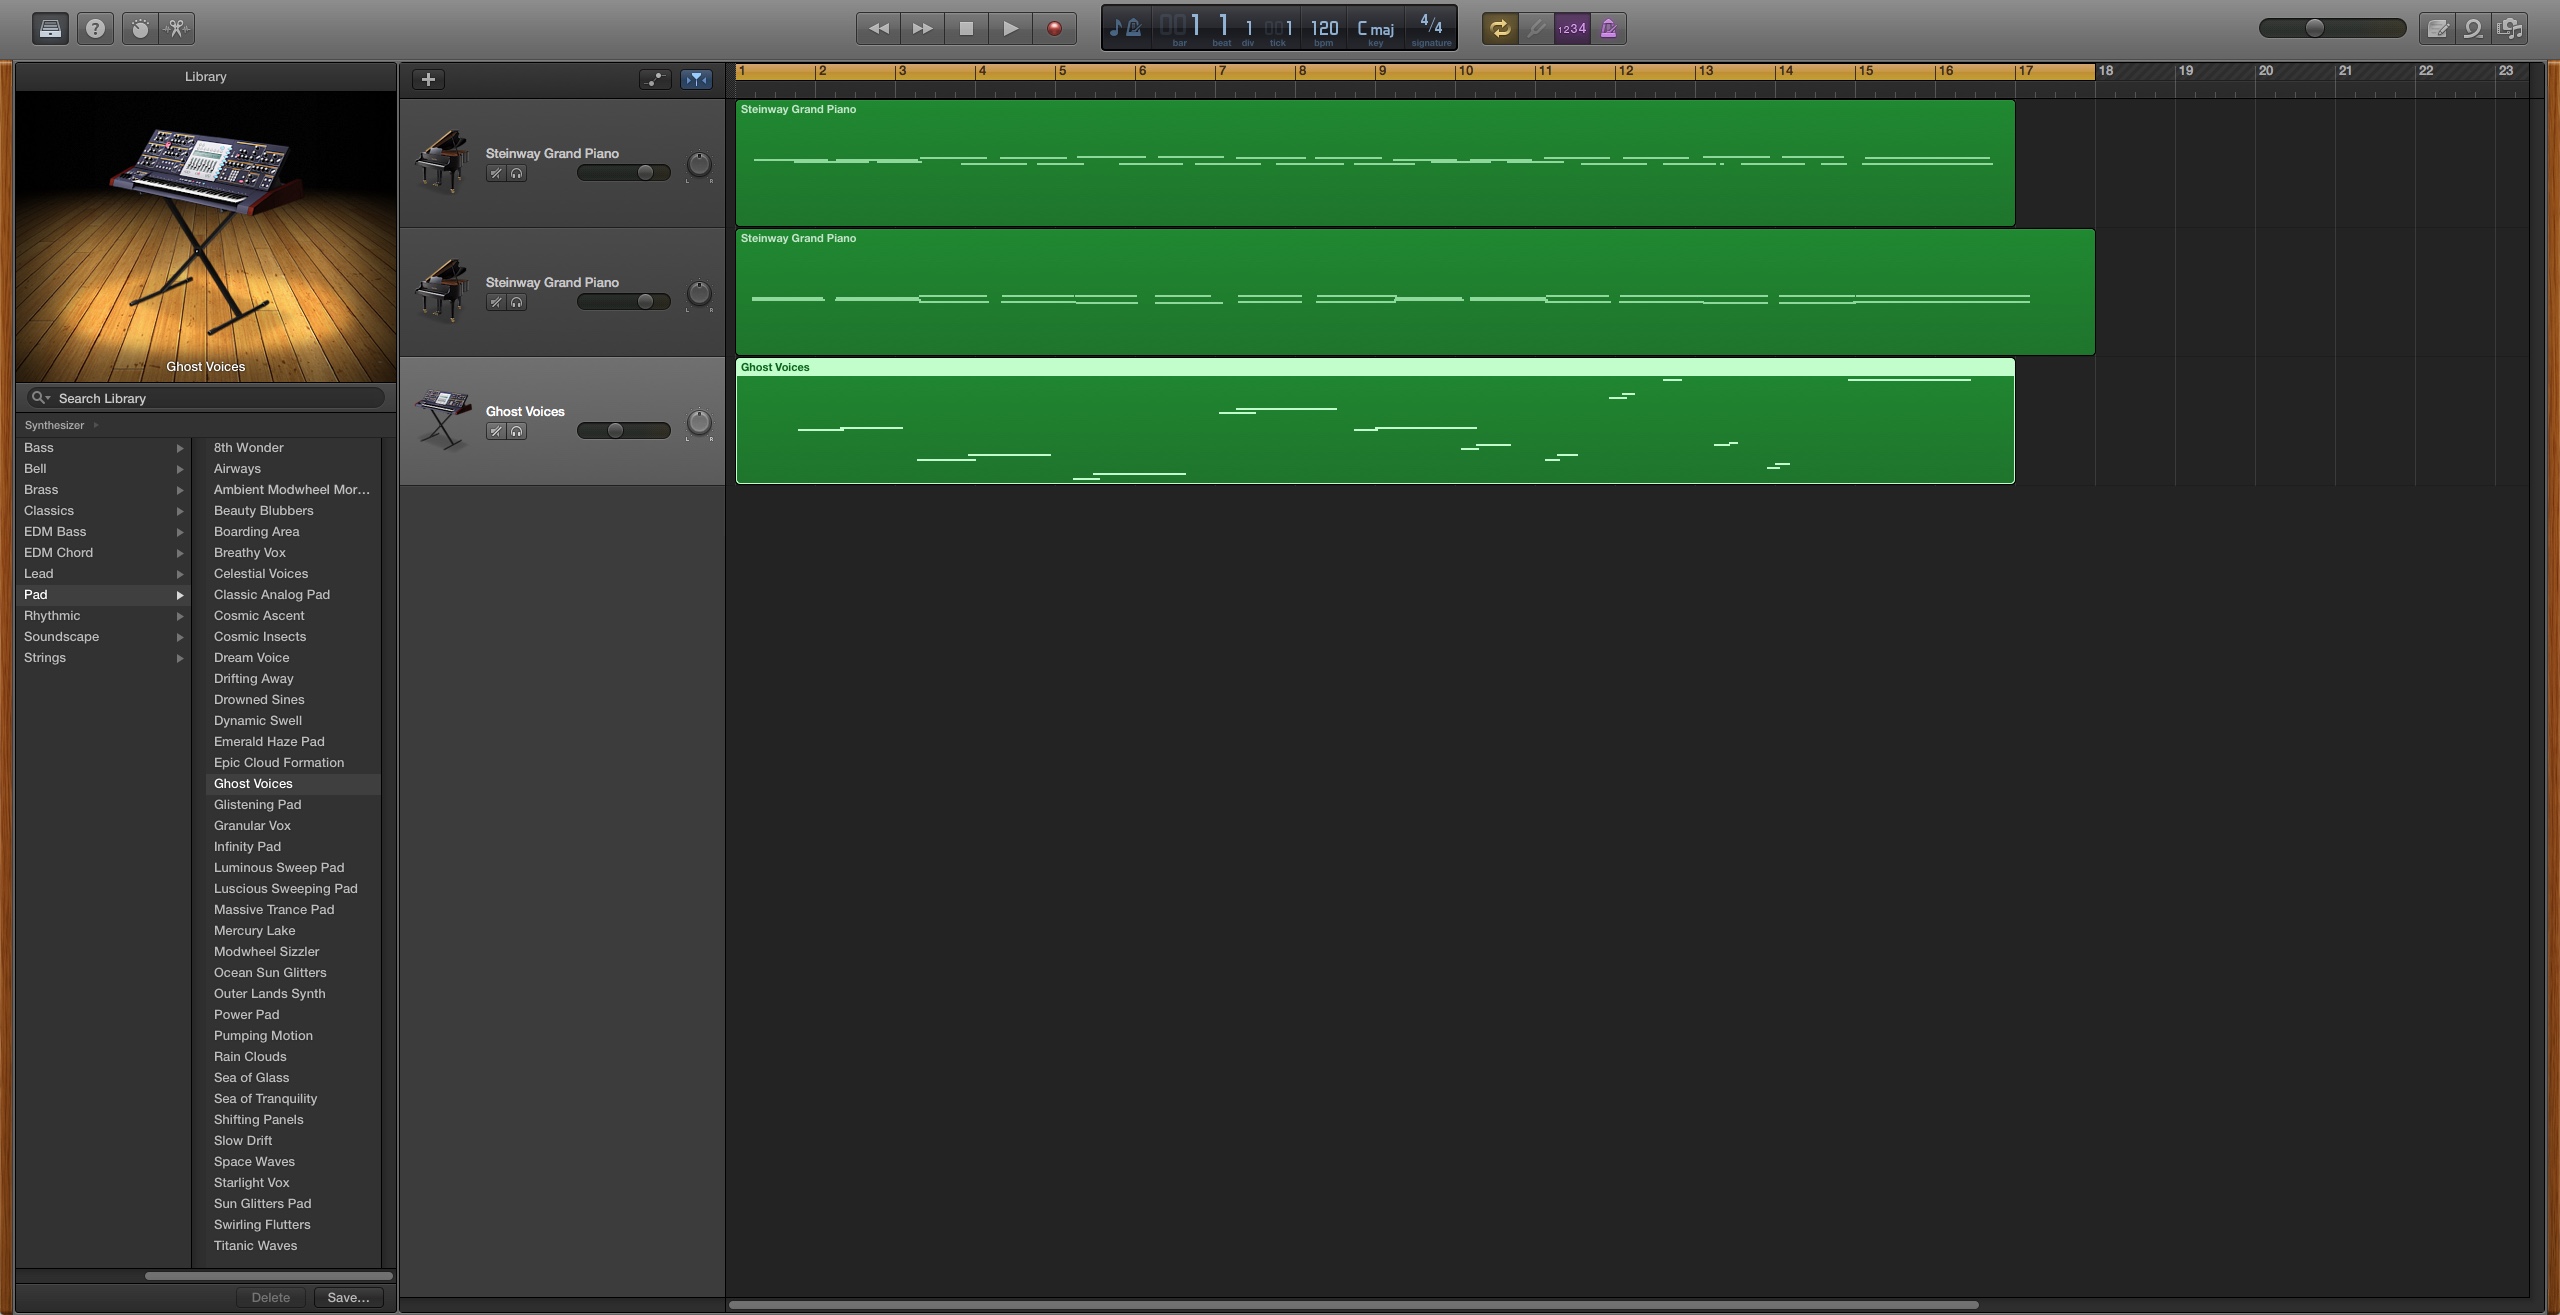 001 1 1 001 120 C maj 4/4
bar beat div tick bpm key signature
1234
Library
Ghost Voices
Search Library
Synthesizer
Bass
Bell
Brass
Classics
EDM Bass
EDM Chord
Lead
Pad
Rhythmic
Soundscape
Strings
8th Wonder
Airways
Ambient Modwheel Mor...
Beauty Blubbers
Boarding Area
Breathy Vox
Celestial Voices
Classic Analog Pad
Cosmic Ascent
Cosmic Insects
Dream Voice
Drifting Away
Drowned Sines
Dynamic Swell
Emerald Haze Pad
Epic Cloud Formation
Ghost Voices
Glistening Pad
Granular Vox
Infinity Pad
Luminous Sweep Pad
Luscious Sweeping Pad
Massive Trance Pad
Mercury Lake
Modwheel Sizzler
Ocean Sun Glitters
Outer Lands Synth
Power Pad
Pumping Motion
Rain Clouds
Sea of Glass
Sea of Tranquility
Shifting Panels
Slow Drift
Space Waves
Starlight Vox
Sun Glitters Pad
Swirling Flutters
Titanic Waves
Delete Save...
1 2 3 4 5 6 7 8 9 10 11 12 13 14 15 16 17 18 19 20 21 22 23
Steinway Grand Piano
L R
Steinway Grand Piano
Steinway Grand Piano
L R
Steinway Grand Piano
Ghost Voices
L R
Ghost Voices